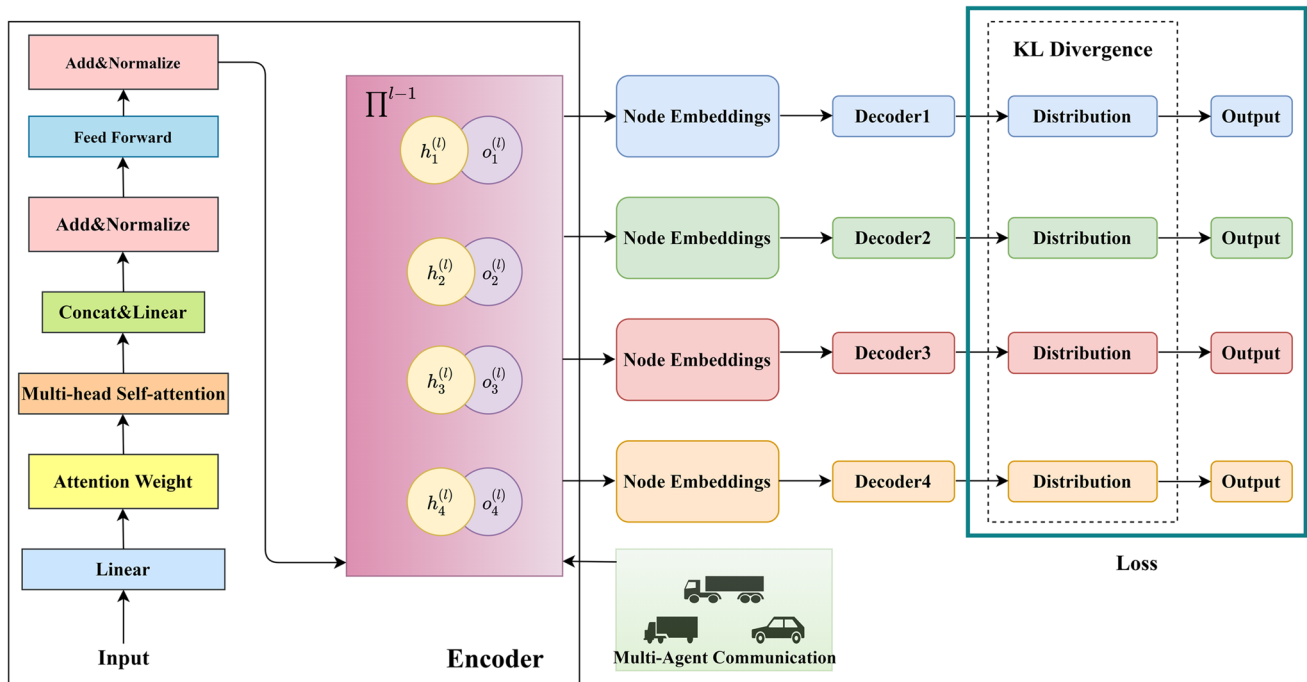 Add&Normalize
Feed Forward
Add&Normalize
Concat&Linear
Multi-head Self-attention
Attention Weight
Linear
Input
∏^{l-1}
h_1^{(l)} o_1^{(l)}
h_2^{(l)} o_2^{(l)}
h_3^{(l)} o_3^{(l)}
h_4^{(l)} o_4^{(l)}
Encoder
KL Divergence
Node Embeddings Decoder1 Distribution Output
Node Embeddings Decoder2 Distribution Output
Node Embeddings Decoder3 Distribution Output
Node Embeddings Decoder4 Distribution Output
Loss
Multi-Agent Communication